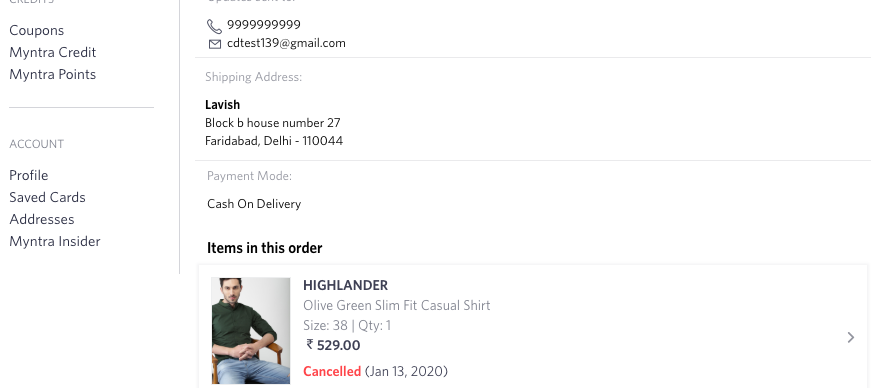 CREDITS
Coupons
Myntra Credit
Myntra Points
ACCOUNT
Profile
Saved Cards
Addresses
Myntra Insider
Updates sent to:
9999999999
cdtest139@gmail.com
Shipping Address:
Lavish
Block b house number 27
Faridabad, Delhi - 110044
Payment Mode:
Cash On Delivery
Items in this order
HIGHLANDER
Olive Green Slim Fit Casual Shirt
Size: 38 | Qty: 1
₹ 529.00
Cancelled (Jan 13, 2020)